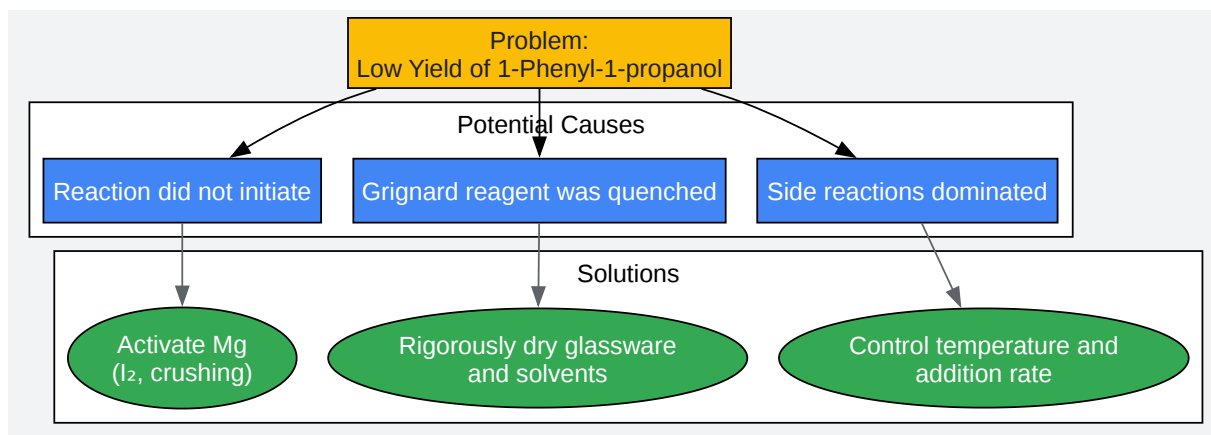 Problem:
Low Yield of 1-Phenyl-1-propanol
Potential Causes
Reaction did not initiate
Grignard reagent was quenched
Side reactions dominated
Solutions
Activate Mg
(I₂, crushing)
Rigorously dry glassware
and solvents
Control temperature and
addition rate